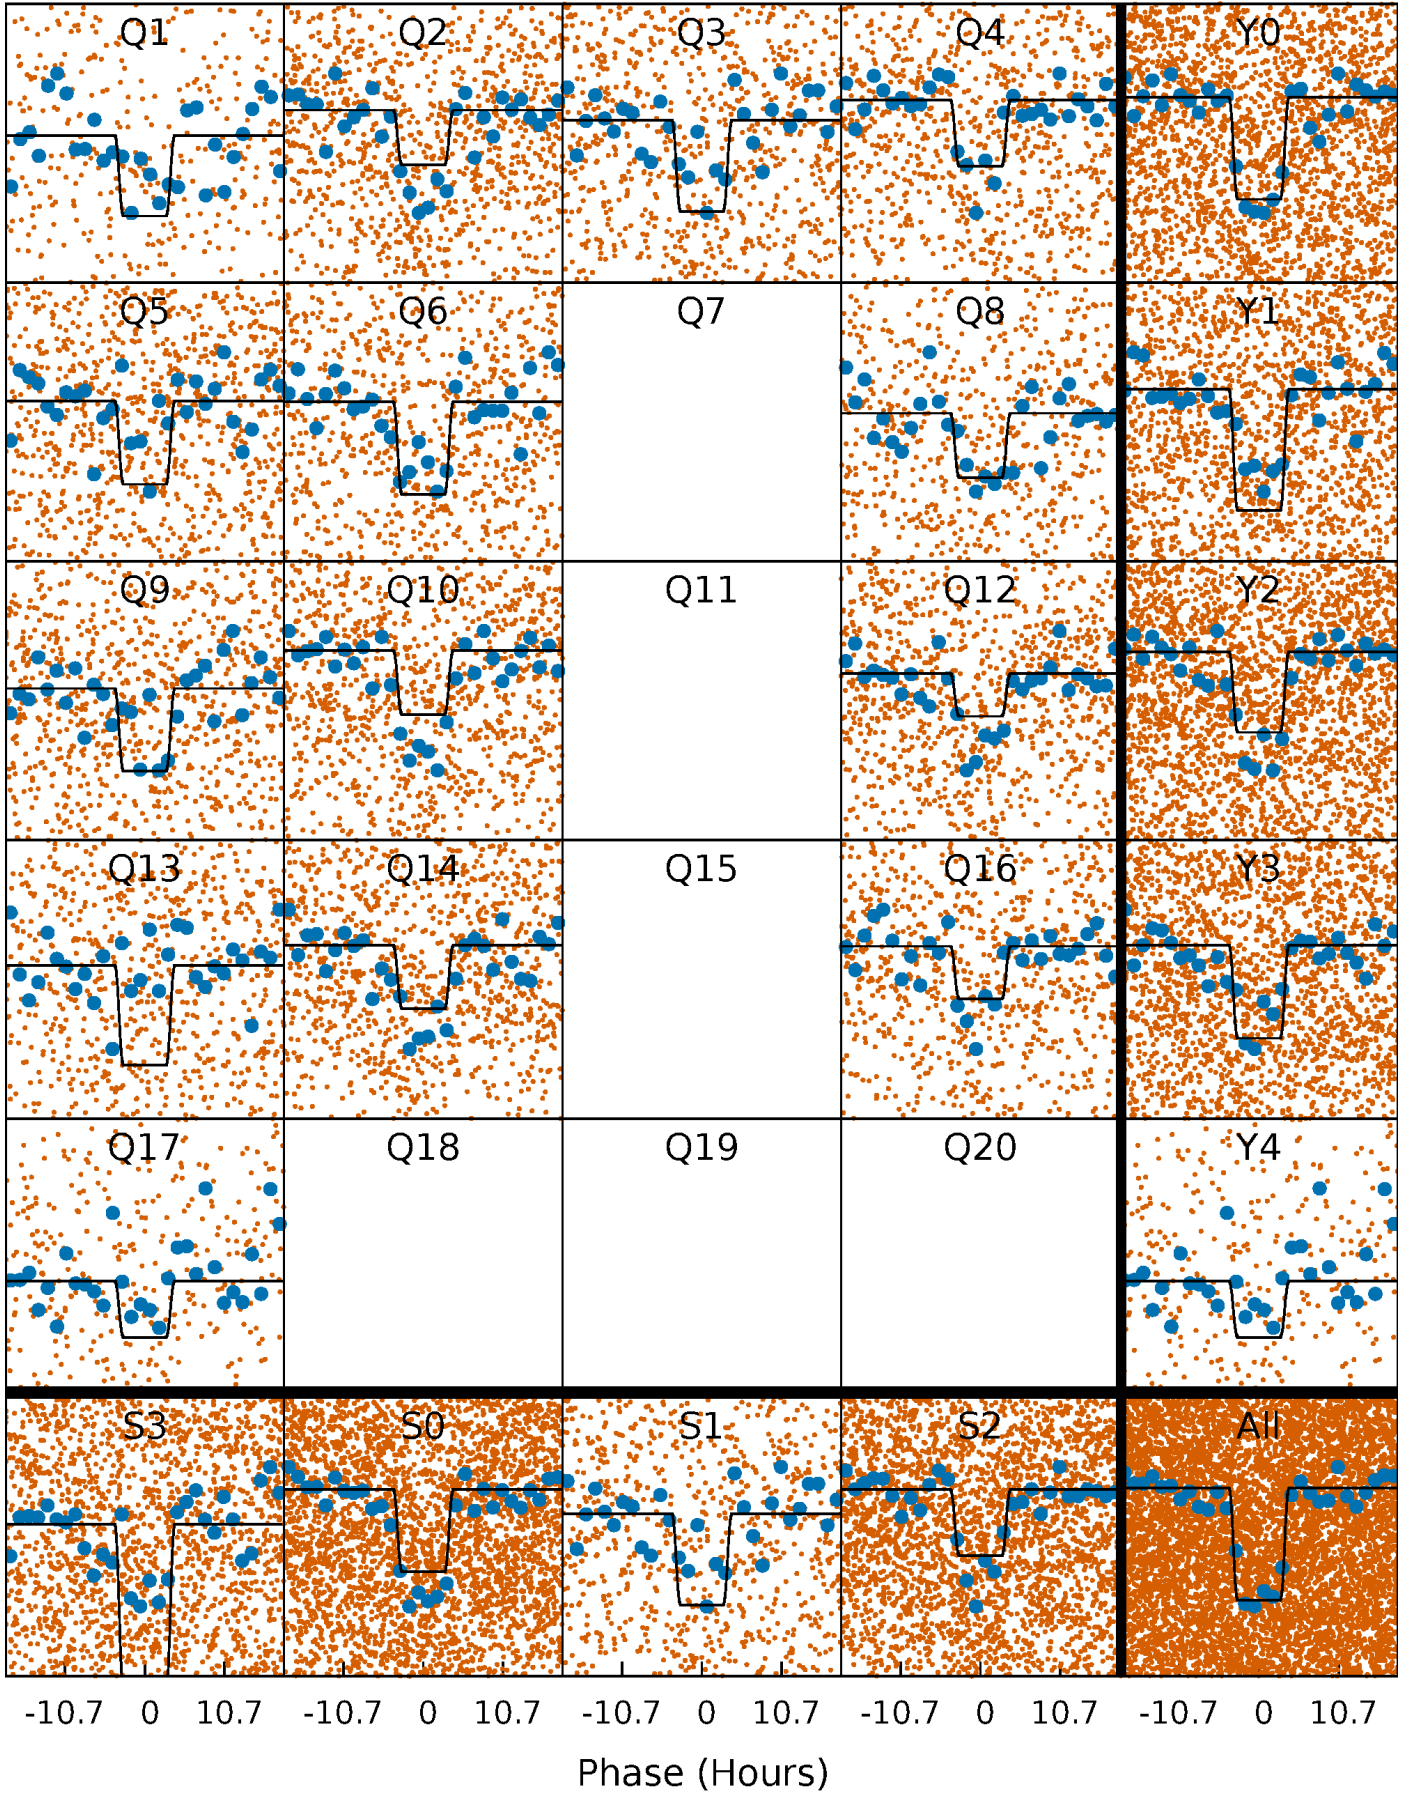 Q1 Q2 Q3 Q4 Y0
Q5 Q6 Q7 Q8 Y1
Q9 Q10 Q11 Q12 Y2
Q13 Q14 Q15 Q16 Y3
Q17 Q18 Q19 Q20 Y4
S3 S0 S1 S2 All
-10.7 0 10.7 -10.7 0 10.7 -10.7 0 10.7 -10.7 0 10.7 -10.7 0 10.7
Phase (Hours)